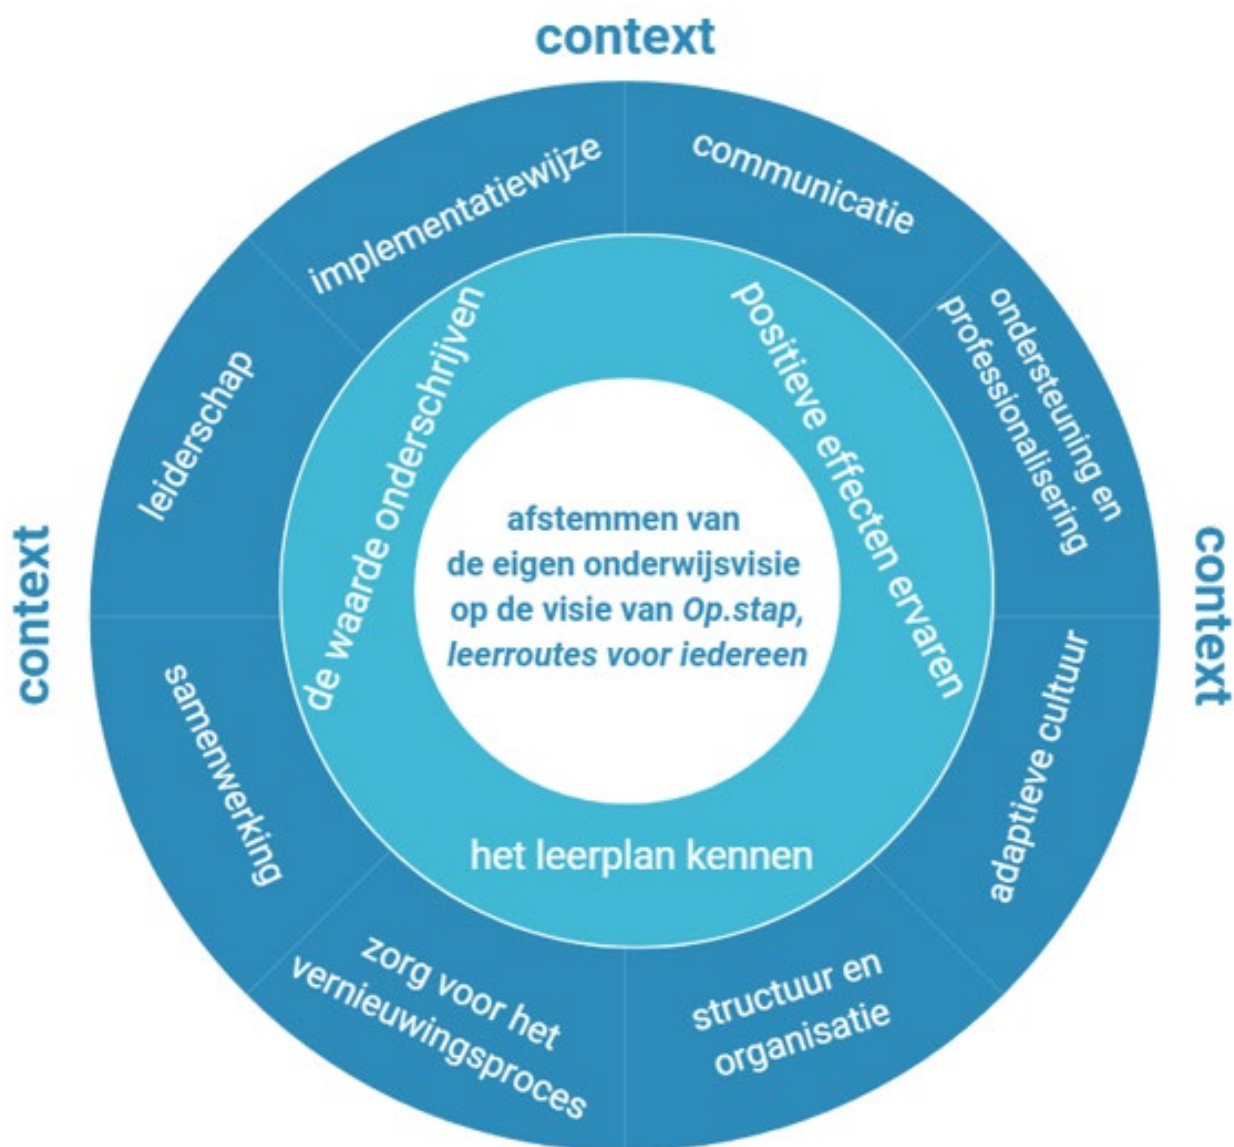 context
implementatiewijze
communicatie
ondersteuning en
professionalisering
leiderschap
de waarde onderschrijven
positieve effecten ervaren
afstemmen van
de eigen onderwijsvisie
op de visie van Op.stap,
leerroutes voor iedereen
context
context
samenwerking
adaptieve cultuur
het leerplan kennen
zorg voor het
vernieuwingsproces
structuur en
organisatie